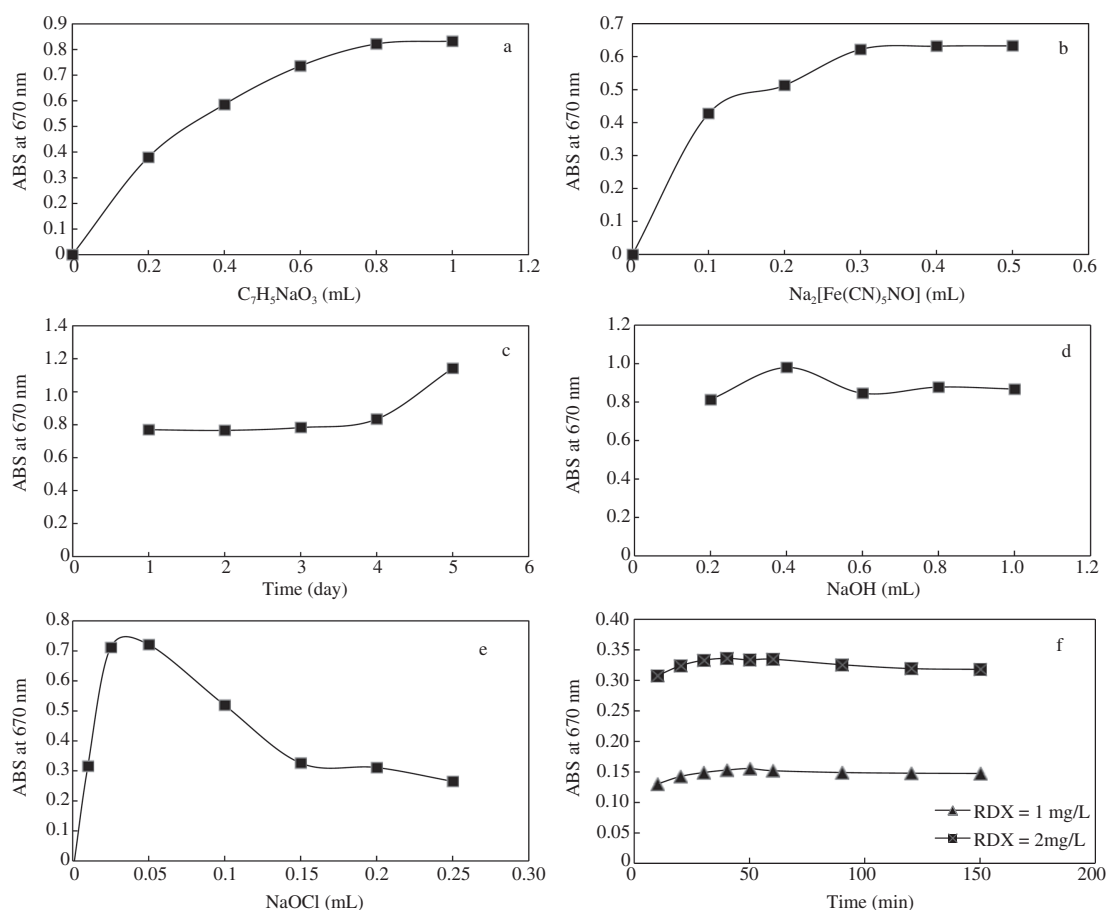 0.9
0.8
0.7
0.6
0.5
0.4
0.3
0.2
0.1
0
ABS at 670 nm
a
0 0.2 0.4 0.6 0.8 1 1.2
C₇H₅NaO₃ (mL)
0.7
0.6
0.5
0.4
0.3
0.2
0.1
0
ABS at 670 nm
b
0 0.1 0.2 0.3 0.4 0.5 0.6
Na₂[Fe(CN)₅NO] (mL)
1.4
1.2
1.0
0.8
0.6
0.4
0.2
0
ABS at 670 nm
c
0 1 2 3 4 5 6
Time (day)
1.2
1.0
0.8
0.6
0.4
0.2
0
ABS at 670 nm
d
0 0.2 0.4 0.6 0.8 1.0 1.2
NaOH (mL)
0.8
0.7
0.6
0.5
0.4
0.3
0.2
0.1
0
ABS at 670 nm
e
0 0.05 0.1 0.15 0.2 0.25 0.30
NaOCl (mL)
0.40
0.35
0.30
0.25
0.20
0.15
0.10
0.05
0.00
ABS at 670 nm
f
RDX = 1 mg/L
RDX = 2mg/L
0 50 100 150 200
Time (min)